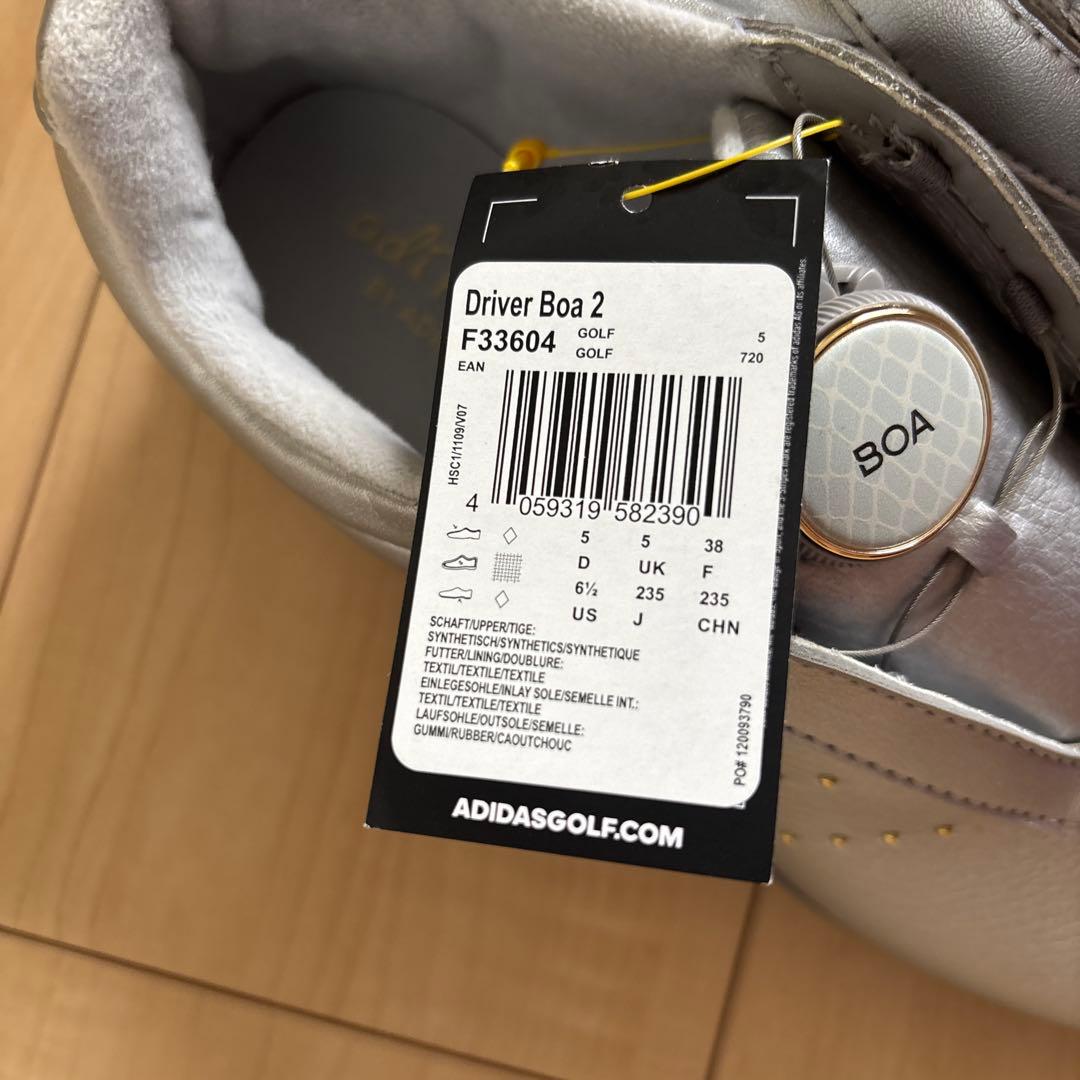 Driver Boa 2
F33604 GOLF 5
GOLF 720
EAN
HSC1/1109/V07
4 059319 582390
5 5 38
D UK F
6½ 235 235
US J CHN
SCHAFT/UPPER/TIGE:
SYNTHETISCH/SYNTHETICS/SYNTHETIQUE
FUTTER/LINING/DOUBLURE:
TEXTIL/TEXTILE/TEXTILE
EINLEGESOHLE/INLAY SOLE/SEMELLE INT.:
TEXTIL/TEXTILE/TEXTILE
LAUFSOHLE/OUTSOLE/SEMELLE:
GUMMI/RUBBER/CAOUTCHOUC
PO# 120093790
ADIDASGOLF.COM
BOA